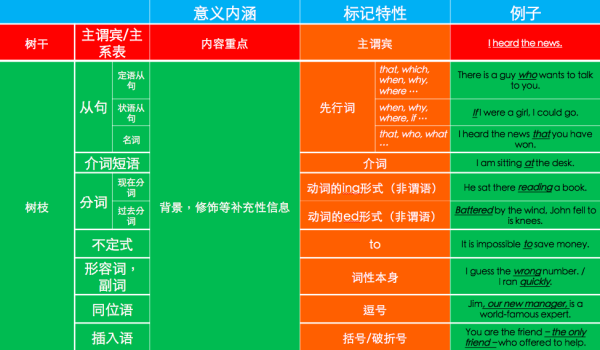 意义内涵 标记特性 例子
树干 主谓宾/主系表 内容重点 主谓宾 I heard the news.
树枝
从句
定语从句
that, which,
when, why,
where …
There is a guy who wants to talk
to you.
背景，修饰等补充性信息
先行词
状语从句
when, why,
where, if …
If I were a girl, I could go.
名词
that, who, what
…
I heard the news that you have
won.
介词短语 介词 I am sitting at the desk.
分词
现在分词
动词的ing形式（非谓语）
He sat there reading a book.
过去分词
动词的ed形式（非谓语）
Battered by the wind, John fell to
is knees.
不定式 to It is impossible to save money.
形容词，
副词
词性本身
I guess the wrong number. /
I ran quickly.
同位语 逗号
Jim, our new manager, is a
world-famous expert.
插入语 括号/破折号
You are the friend – the only
friend – who offered to help.